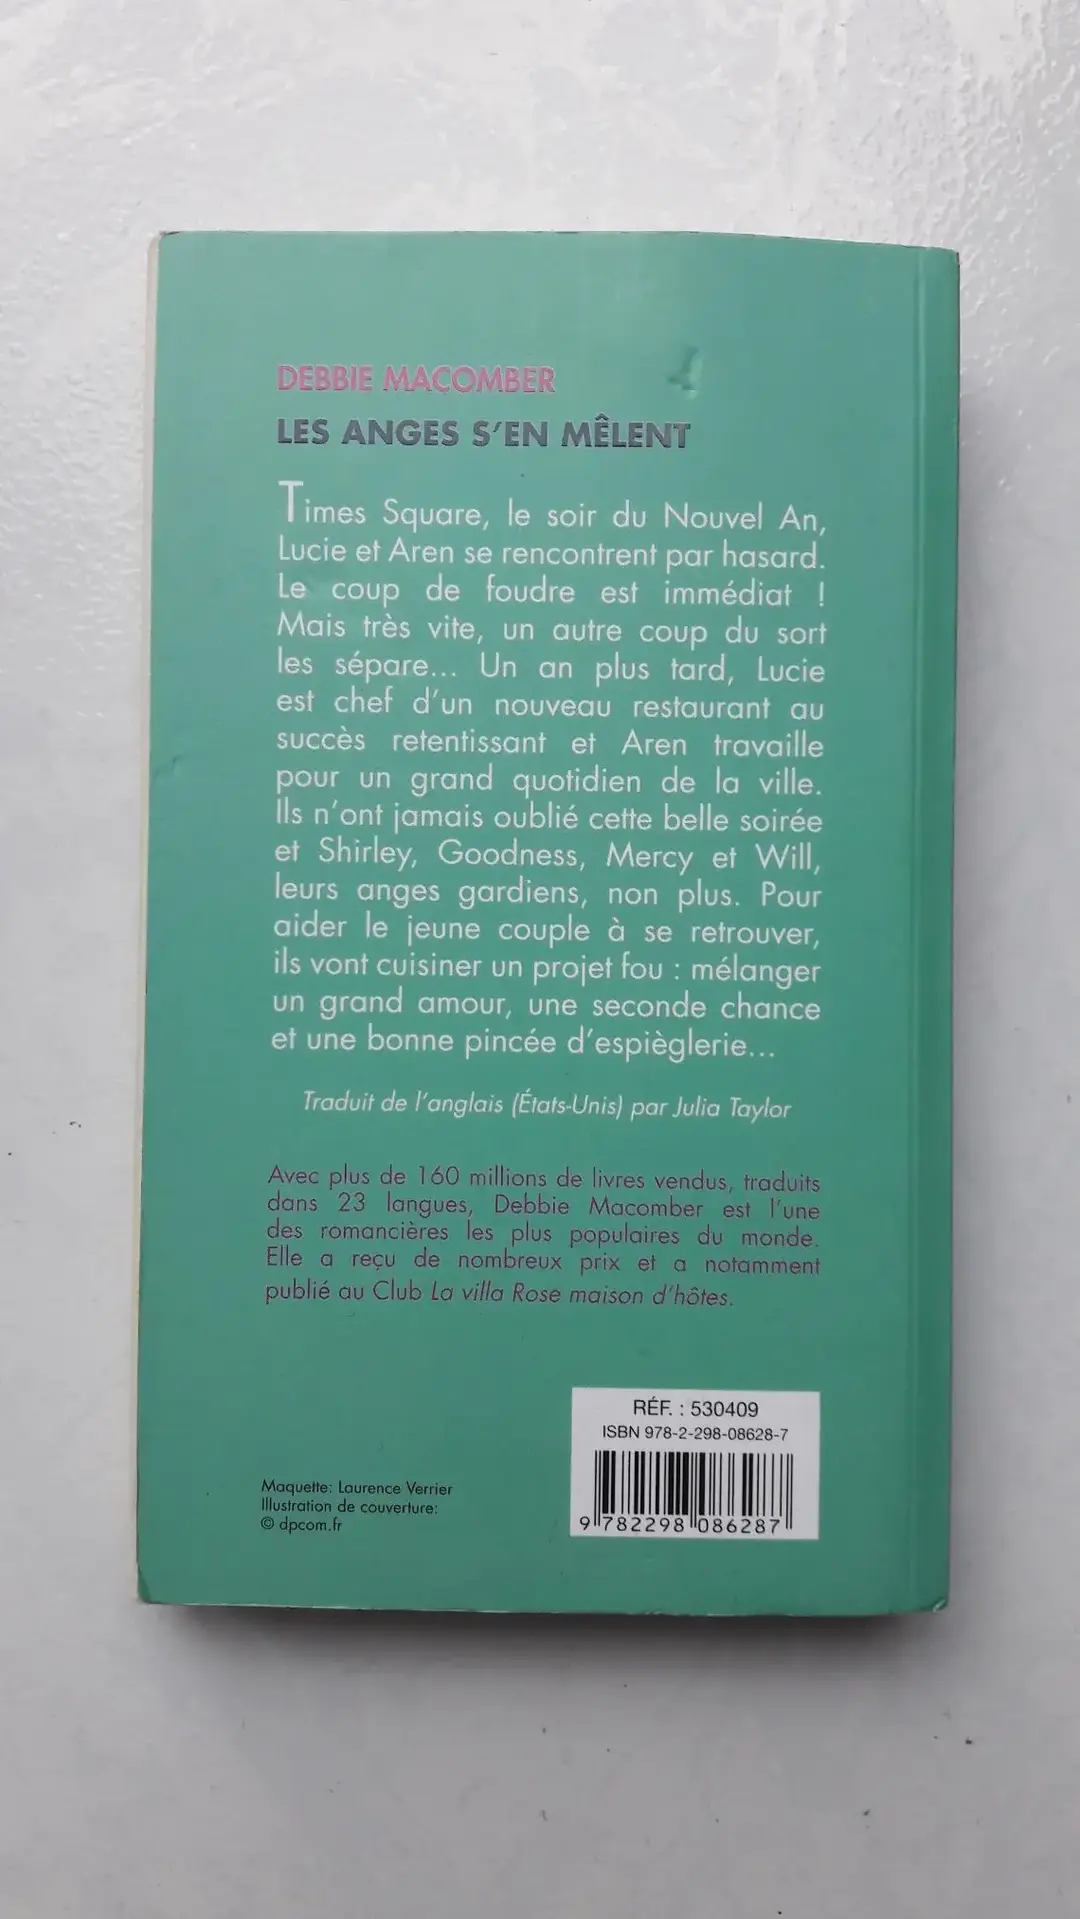 DEBBIE MACOMBER
LES ANGES S'EN MÊLENT
Times Square, le soir du Nouvel An,
Lucie et Aren se rencontrent par hasard.
Le coup de foudre est immédiat !
Mais très vite, un autre coup du sort
les sépare... Un an plus tard, Lucie
est chef d'un nouveau restaurant au
succès retentissant et Aren travaille
pour un grand quotidien de la ville.
Ils n'ont jamais oublié cette belle soirée
et Shirley, Goodness, Mercy et Will,
leurs anges gardiens, non plus. Pour
aider le jeune couple à se retrouver,
ils vont cuisiner un projet fou : mélanger
un grand amour, une seconde chance
et une bonne pincée d'espièglerie...
Traduit de l'anglais (États-Unis) par Julia Taylor
Avec plus de 160 millions de livres vendus, traduits
dans 23 langues, Debbie Macomber est l'une
des romancières les plus populaires du monde.
Elle a reçu de nombreux prix et a notamment
publié au Club La villa Rose maison d'hôtes.
RÉF. : 530409
ISBN 978-2-298-08628-7
9 782298 086287
Maquette: Laurence Verrier
Illustration de couverture:
© dpcom.fr